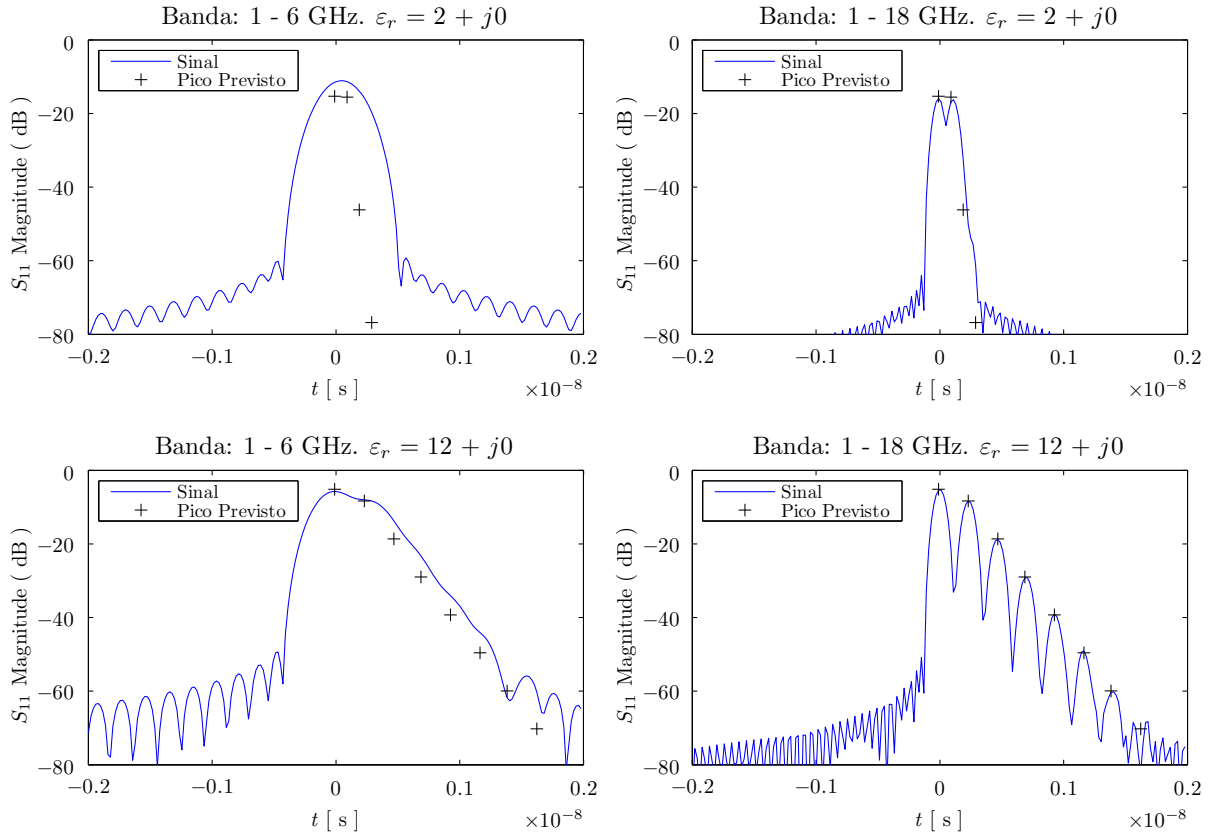 Banda: 1 - 6 GHz. εr = 2 + j0
0
−20
−40
−60
−80
S11 Magnitude ( dB )
Sinal
Pico Previsto
−0.2
−0.1
0
0.1
0.2
×10−8
t [ s ]
Banda: 1 - 18 GHz. εr = 2 + j0
0
−20
−40
−60
−80
S11 Magnitude ( dB )
Sinal
Pico Previsto
−0.2
−0.1
0
0.1
0.2
×10−8
t [ s ]
Banda: 1 - 6 GHz. εr = 12 + j0
0
−20
−40
−60
−80
S11 Magnitude ( dB )
Sinal
Pico Previsto
−0.2
−0.1
0
0.1
0.2
×10−8
t [ s ]
Banda: 1 - 18 GHz. εr = 12 + j0
0
−20
−40
−60
−80
S11 Magnitude ( dB )
Sinal
Pico Previsto
−0.2
−0.1
0
0.1
0.2
×10−8
t [ s ]